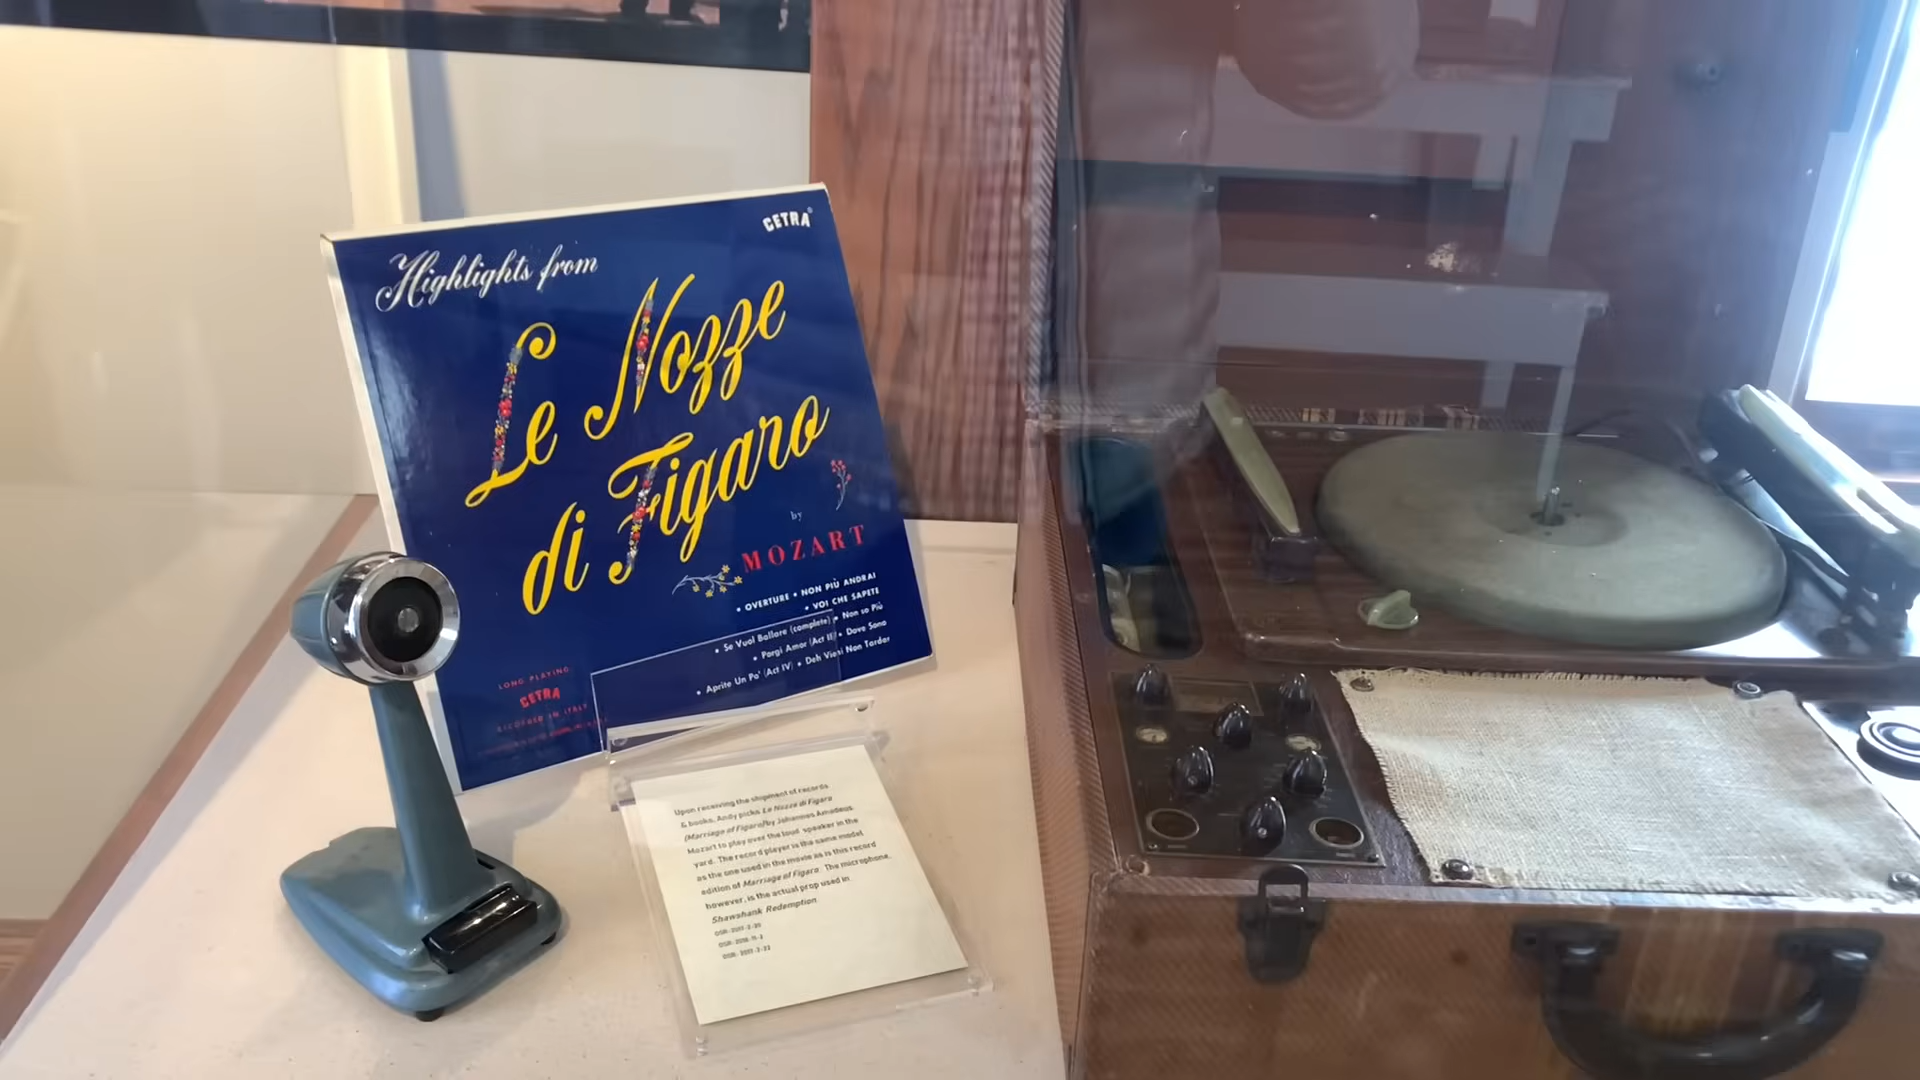 CETRA
Highlights from
Le Nozze
di Figaro
by
MOZART
• OVERTURE • NON PIÙ ANDRAI
• VOI CHE SAPETE
• Se Vuol Ballare (complete) • Non so Più
• Porgi Amor (Act II) • Dove Sono
• Aprite Un Po' (Act IV) • Deh Vieni Non Tardar
LONG PLAYING
CETRA
RECORDED IN ITALY
Upon receiving the shipment of records
& books, Andy picks Le Nozze di Figaro
(Marriage of Figaro) by Johannes Amadeus
Mozart to play over the loud speaker in the
yard. The record player is the same model
as the one used in the movie as is this record
edition of Marriage of Figaro. The microphone,
however, is the actual prop used in
Shawshank Redemption